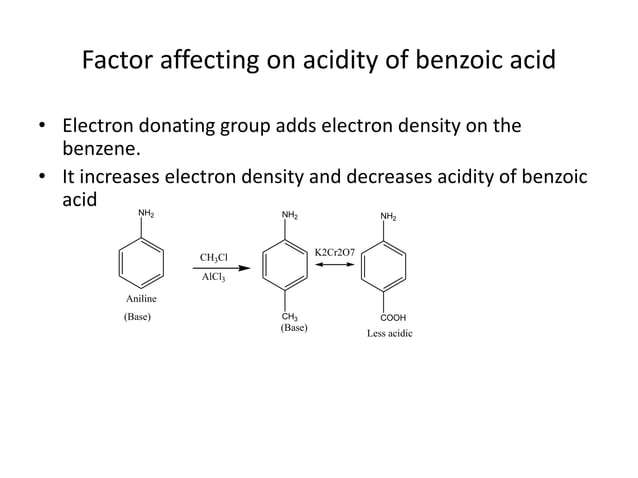 Factor affecting on acidity of benzoic acid
• Electron donating group adds electron density on the
benzene.
• It increases electron density and decreases acidity of benzoic
acid
NH2
NH2
NH2
CH3Cl
K2Cr2O7
AlCl3
Aniline
(Base)
CH3
(Base)
COOH
Less acidic